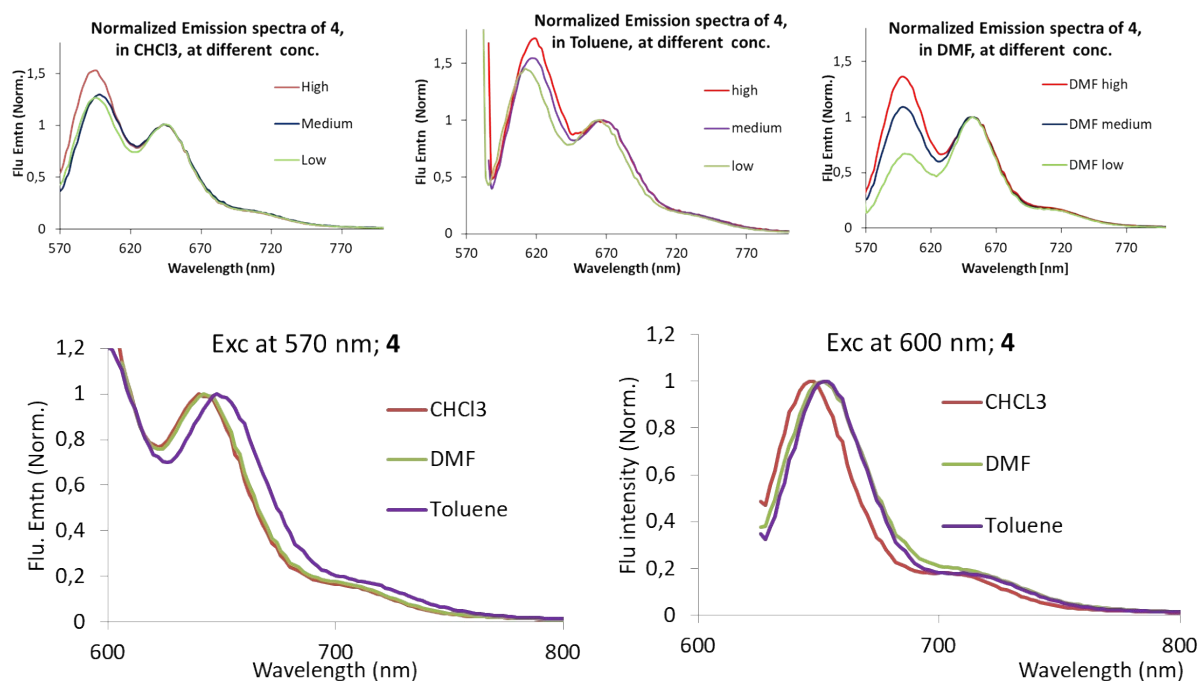 Normalized Emission spectra of 4,
in CHCl3, at different conc.
Flu Emtn (Norm.)
1,5
1
0,5
0
570 620 670 720 770
Wavelength (nm)
High
Medium
Low
Normalized Emission spectra of 4,
in Toluene, at different conc.
Flu Emtn (Norm.)
1,5
1
0,5
0
570 620 670 720 770
Wavelength (nm)
high
medium
low
Normalized Emission spectra of 4,
in DMF, at different conc.
Flu Emtn (Norm.)
1,5
1
0,5
0
570 620 670 720 770
Wavelength [nm]
DMF high
DMF medium
DMF low
Exc at 570 nm; 4
Flu. Emtn (Norm.)
1,2
1
0,8
0,6
0,4
0,2
0
600 700 800
Wavelength (nm)
CHCl3
DMF
Toluene
Exc at 600 nm; 4
Flu intensity (Norm.)
1,2
1
0,8
0,6
0,4
0,2
0
600 700 800
Wavelength (nm)
CHCL3
DMF
Toluene